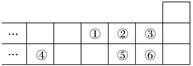 … ① ② ③
… ④ ⑤ ⑥